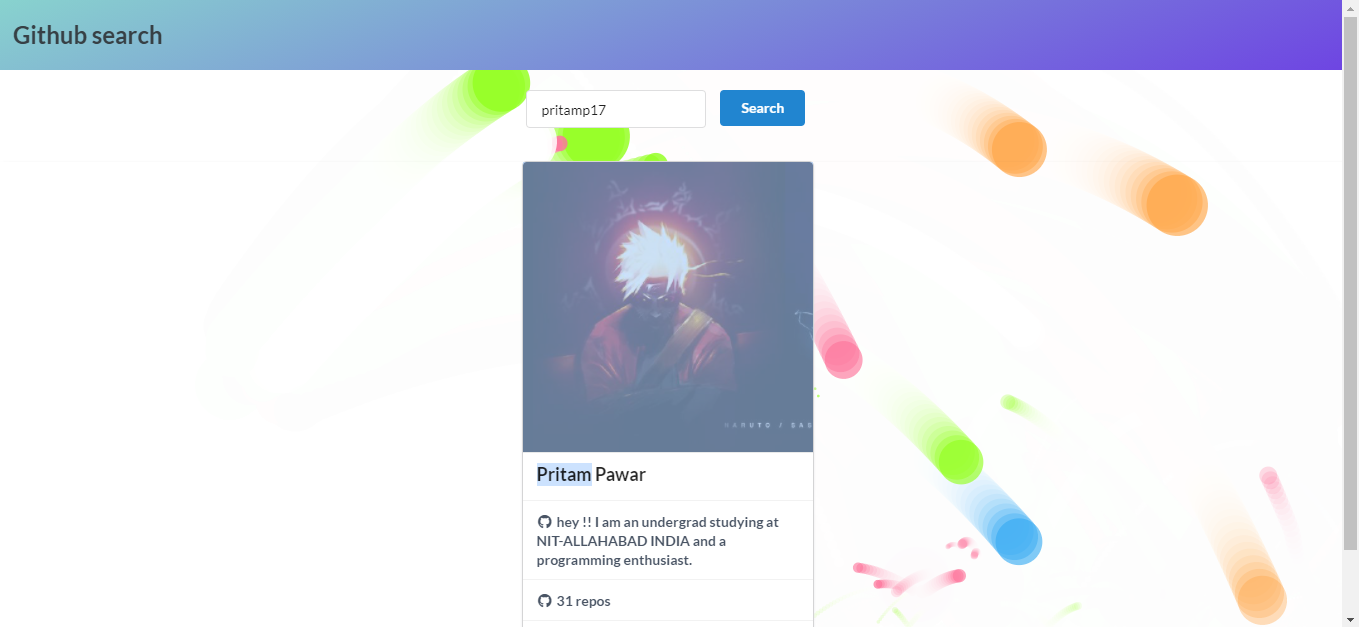 Github search
pritamp17
Search
NARUTO / SAS
Pritam Pawar
hey !! I am an undergrad studying at
NIT-ALLAHABAD INDIA and a
programming enthusiast.
31 repos